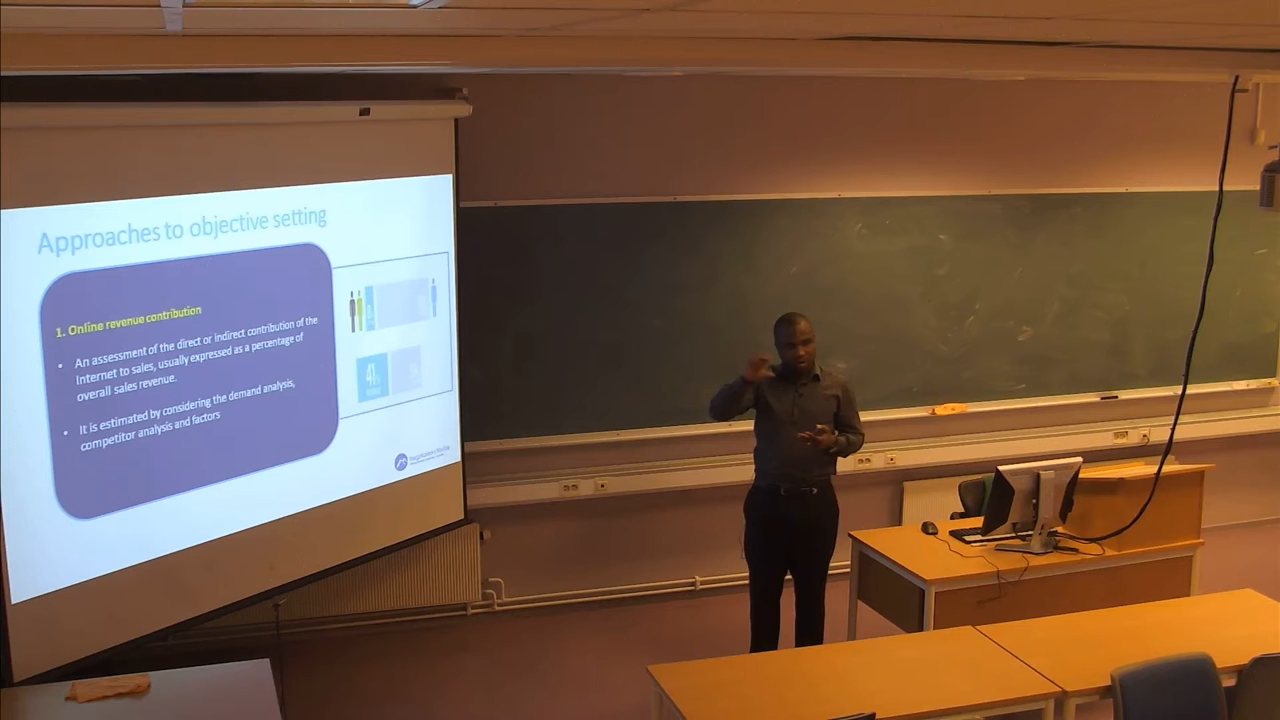 Approaches to objective setting
1. Online revenue contribution
• An assessment of the direct or indirect contribution of the
Internet to sales, usually expressed as a percentage of
overall sales revenue.
• It is estimated by considering the demand analysis,
competitor analysis and factors
41%